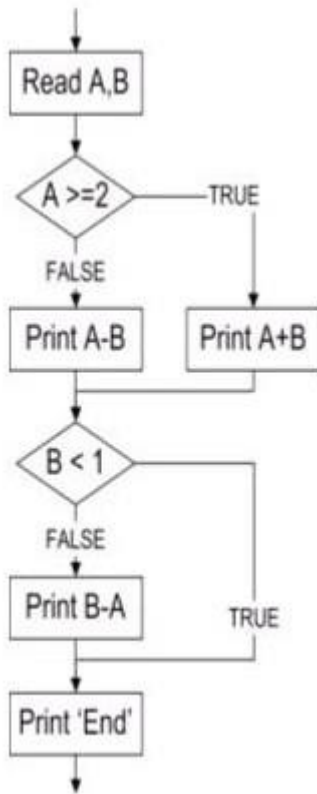 Read A,B
A >=2
TRUE
FALSE
Print A-B
Print A+B
B < 1
FALSE
Print B-A
TRUE
Print ‘End’